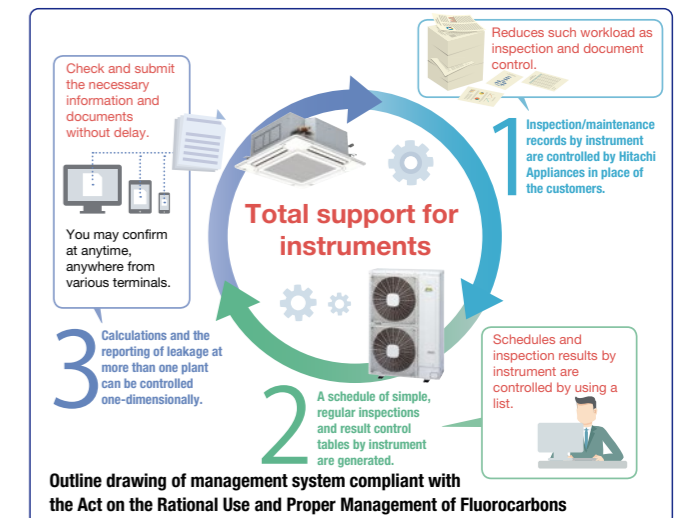 Reduces such workload as
inspection and document
control.
1
Inspection/maintenance
records by instrument
are controlled by Hitachi
Appliances in place of
the customers.
Check and submit
the necessary
information and
documents
without delay.
You may confirm
at anytime,
anywhere from
various terminals.
Total support for
instruments
3
Calculations and the
reporting of leakage at
more than one plant
can be controlled
one-dimensionally.
2
A schedule of simple,
regular inspections
and result control
tables by instrument
are generated.
Schedules and
inspection results by
instrument are
controlled by using a
list.
Outline drawing of management system compliant with
the Act on the Rational Use and Proper Management of Fluorocarbons